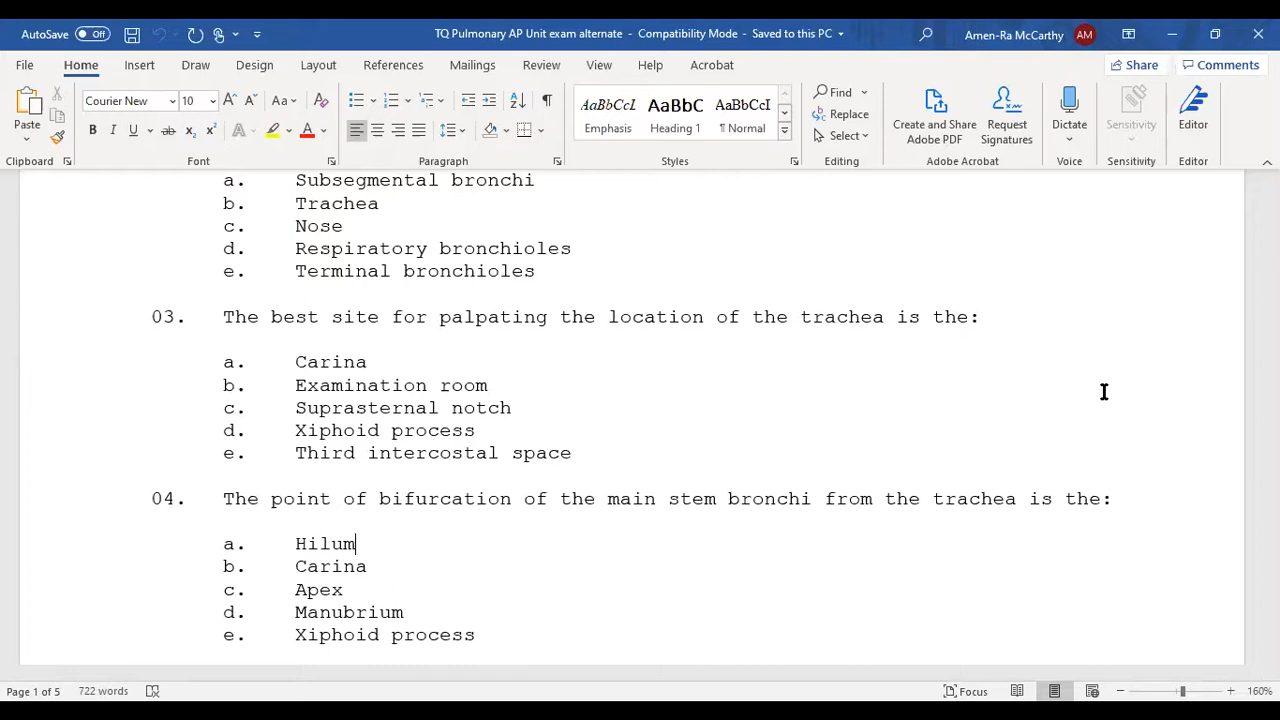 AutoSave Off TQ Pulmonary AP Unit exam alternate - Compatibility Mode - Saved to this PC Amen-Ra McCarthy AM
File Home Insert Draw Design Layout References Mailings Review View Help Acrobat Share Comments
Paste
Courier New 10 A A Aa A
B I U ab x₂ x² A A
Clipboard Font Paragraph
AaBbCcL AaBbC AaBbCcI
Emphasis Heading 1 ¶ Normal
Styles
Find
Replace
Select
Editing
Create and Share Adobe PDF
Request Signatures
Adobe Acrobat
Dictate
Voice
Sensitivity
Sensitivity
Editor
Editor
a. Subsegmental bronchi
b. Trachea
c. Nose
d. Respiratory bronchioles
e. Terminal bronchioles
03. The best site for palpating the location of the trachea is the:
a. Carina
b. Examination room
c. Suprasternal notch
d. Xiphoid process
e. Third intercostal space
04. The point of bifurcation of the main stem bronchi from the trachea is the:
a. Hilum
b. Carina
c. Apex
d. Manubrium
e. Xiphoid process
Page 1 of 5 722 words Focus 160%